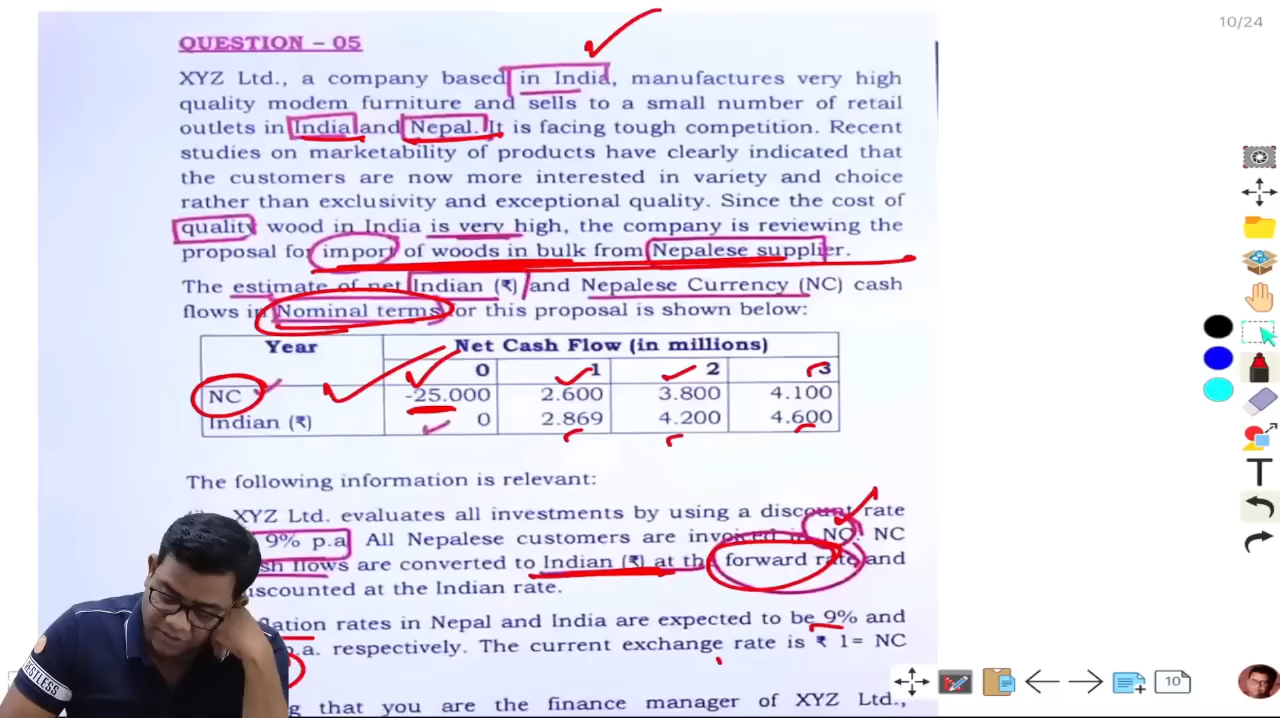 10/24
QUESTION – 05
XYZ Ltd., a company based in India, manufactures very high
quality modem furniture and sells to a small number of retail
outlets in India and Nepal. It is facing tough competition. Recent
studies on marketability of products have clearly indicated that
the customers are now more interested in variety and choice
rather than exclusivity and exceptional quality. Since the cost of
quality wood in India is very high, the company is reviewing the
proposal for import of woods in bulk from Nepalese supplier.
The estimate of net Indian (₹) and Nepalese Currency (NC) cash
flows in Nominal terms for this proposal is shown below:
Year Net Cash Flow (in millions)
0 1 2 3
NC -25.000 2.600 3.800 4.100
Indian (₹) 0 2.869 4.200 4.600
The following information is relevant:
XYZ Ltd. evaluates all investments by using a discount rate
9% p.a. All Nepalese customers are invoiced in NC. NC
sh flows are converted to Indian (₹) at the forward rate and
iscounted at the Indian rate.
lation rates in Nepal and India are expected to be 9% and
.a. respectively. The current exchange rate is ₹ 1= NC
g that you are the finance manager of XYZ Ltd.,
RESTLESS
T
10